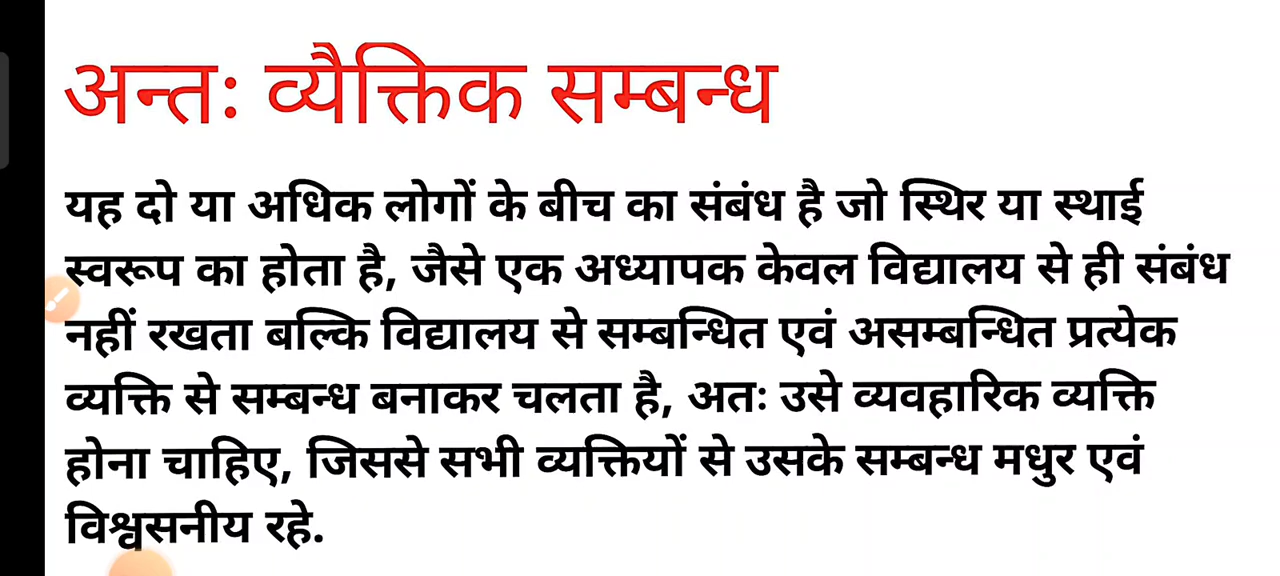 अन्तः व्यैक्तिक सम्बन्ध
यह दो या अधिक लोगों के बीच का संबंध है जो स्थिर या स्थाई
स्वरूप का होता है, जैसे एक अध्यापक केवल विद्यालय से ही संबंध
नहीं रखता बल्कि विद्यालय से सम्बन्धित एवं असम्बन्धित प्रत्येक
व्यक्ति से सम्बन्ध बनाकर चलता है, अतः उसे व्यवहारिक व्यक्ति
होना चाहिए, जिससे सभी व्यक्तियों से उसके सम्बन्ध मधुर एवं
विश्वसनीय रहे.